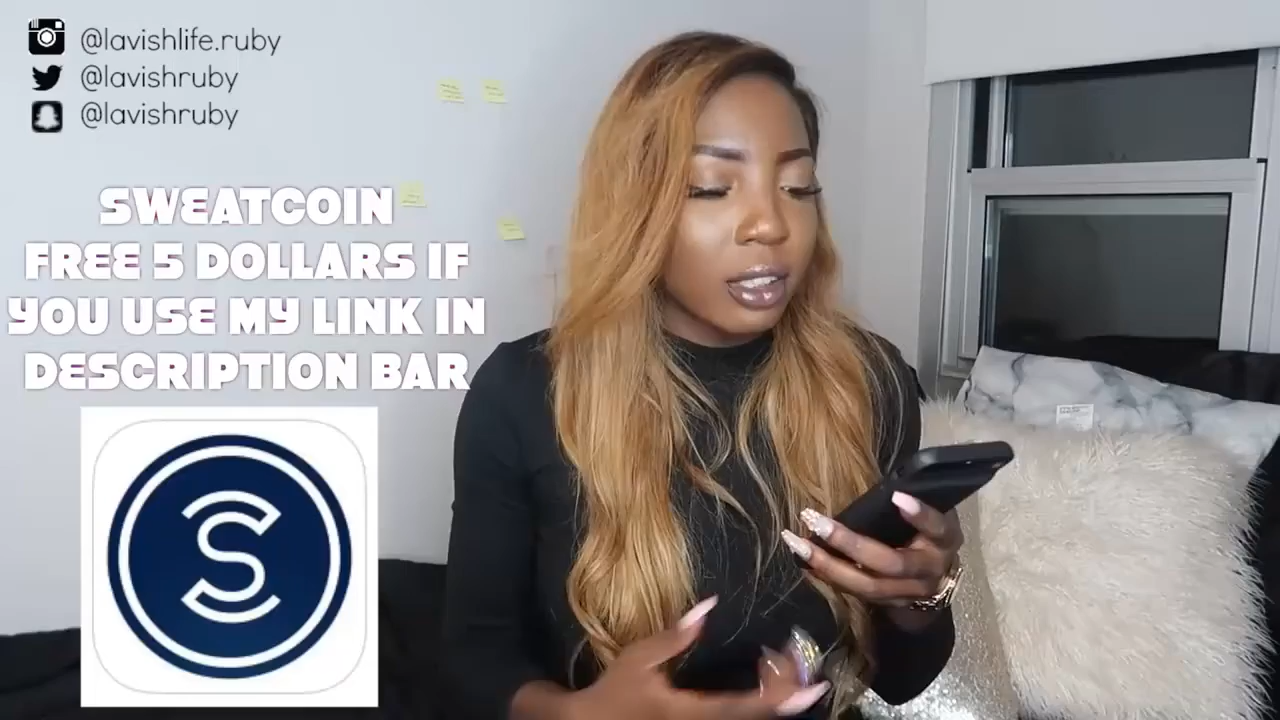 @lavishlife.ruby
@lavishruby
@lavishruby
SWEATCOIN
FREE 5 DOLLARS IF
YOU USE MY LINK IN
DESCRIPTION BAR
S